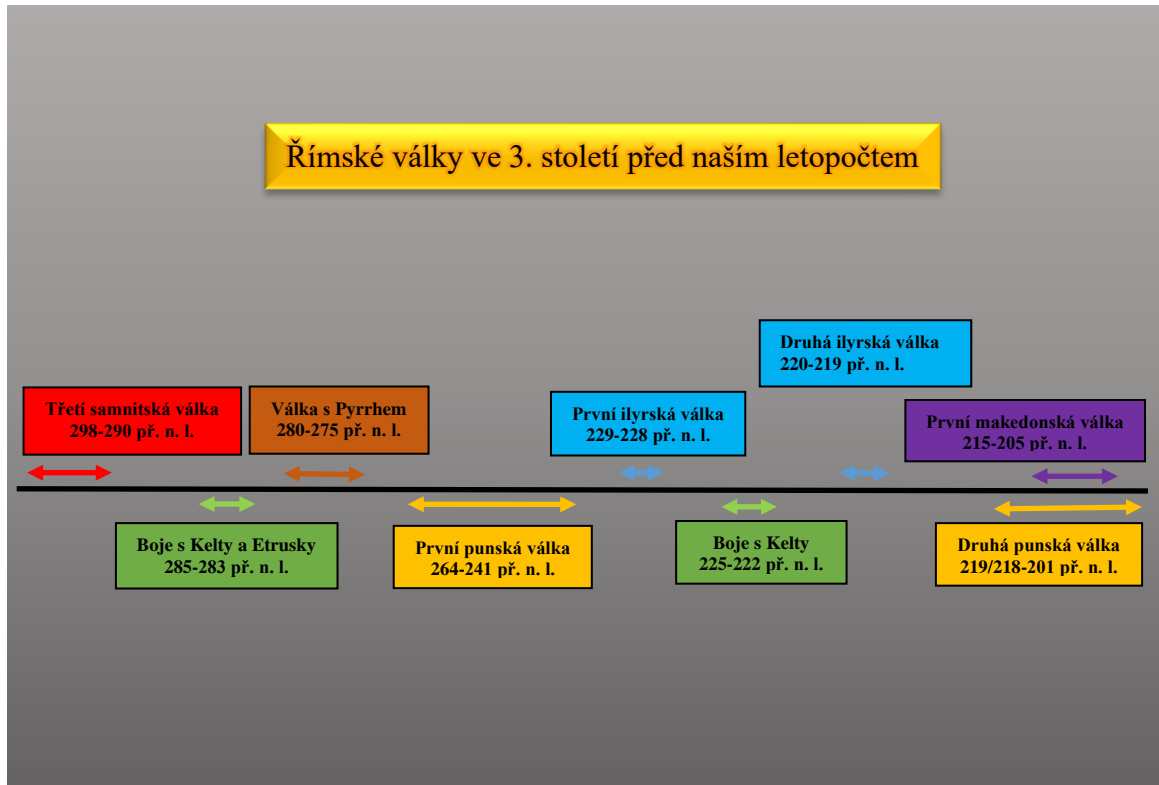 Římské války ve 3. století před naším letopočtem
Druhá ilyrská válka
220-219 př. n. l.
Třetí samnitská válka
298-290 př. n. l.
Válka s Pyrrhem
280-275 př. n. l.
První ilyrská válka
229-228 př. n. l.
První makedonská válka
215-205 př. n. l.
Boje s Kelty a Etrusky
285-283 př. n. l.
První punská válka
264-241 př. n. l.
Boje s Kelty
225-222 př. n. l.
Druhá punská válka
219/218-201 př. n. l.